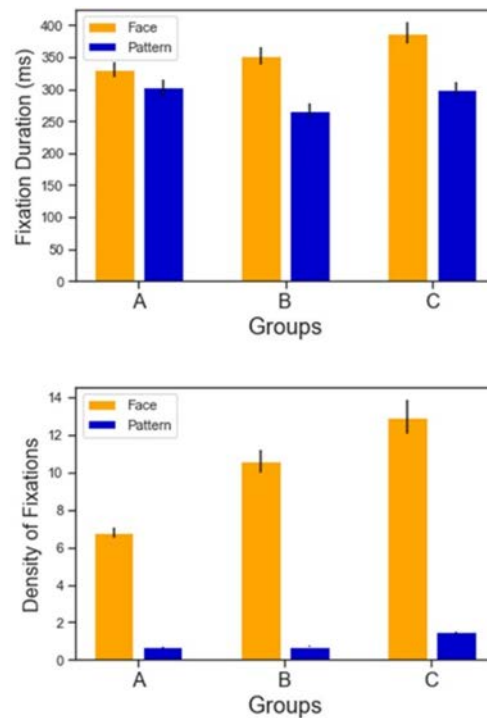 Fixation Duration (ms)
400
350
300
250
200
150
100
50
0
Face
Pattern
A B C
Groups
Density of Fixations
14
12
10
8
6
4
2
0
Face
Pattern
A B C
Groups